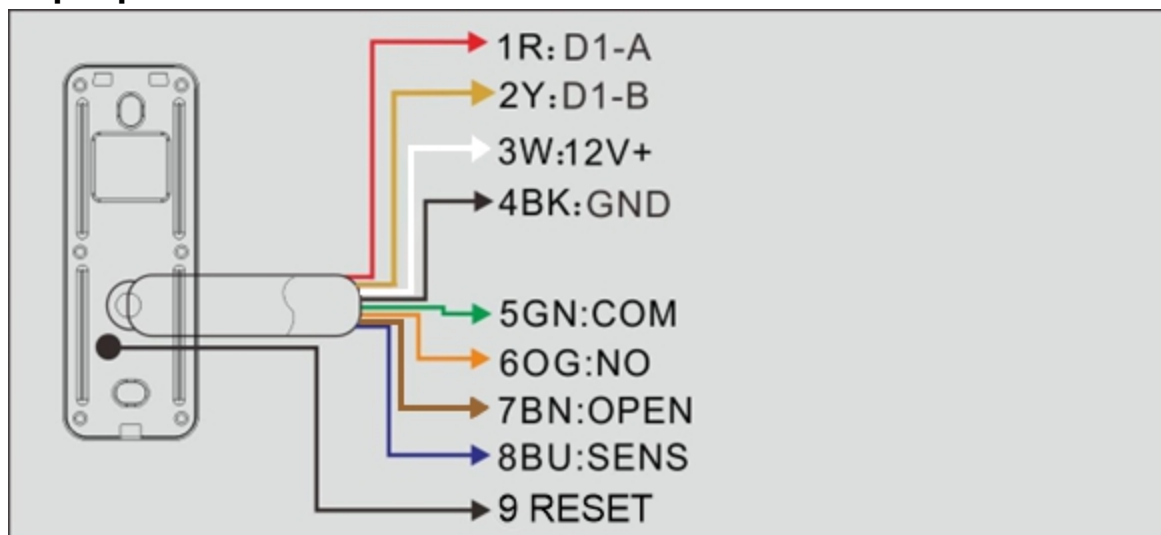 1R: D1-A
2Y:D1-B
3W:12V+
4BK:GND
5GN:COM
6OG:NO
7BN:OPEN
8BU:SENS
9 RESET